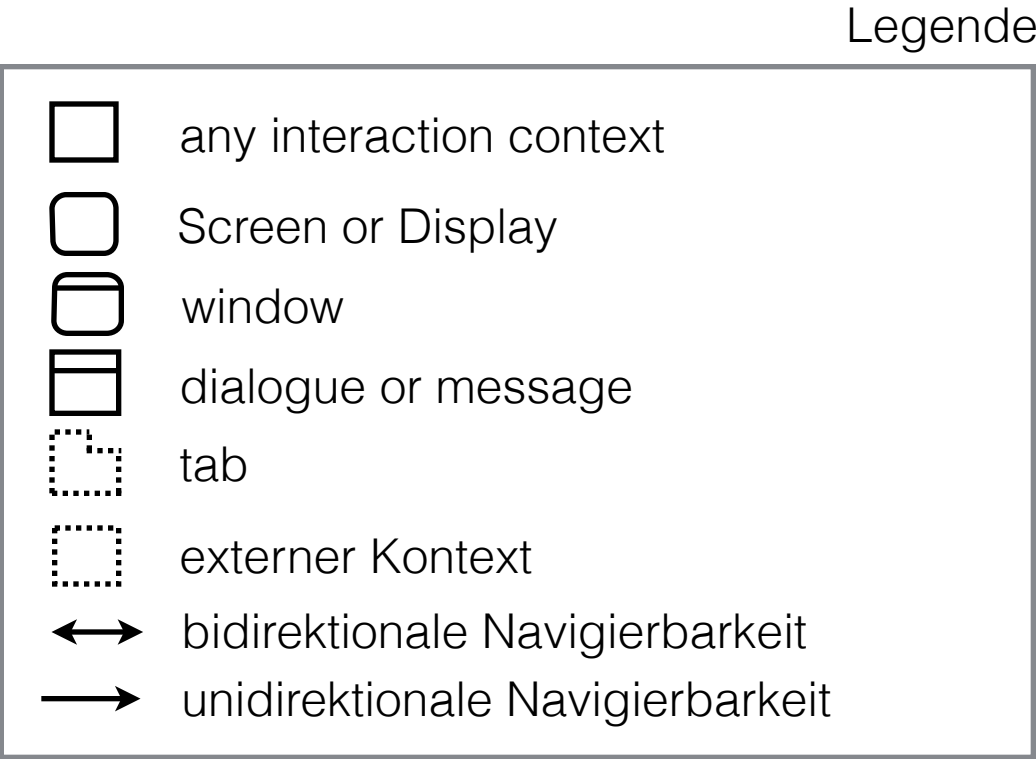 Legende
any interaction context
Screen or Display
window
dialogue or message
tab
externer Kontext
bidirektionale Navigierbarkeit
unidirektionale Navigierbarkeit